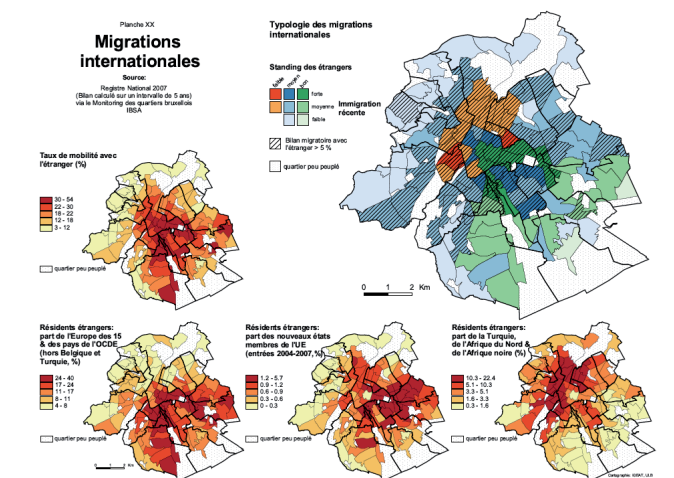 Planche XX
Migrations
internationales
Source:
Registre National 2007
(Bilan calculé sur un intervalle de 5 ans)
via le Monitoring des quartiers bruxellois
IBSA
Typologie des migrations
internationales
Standing des étrangers
faible
moyen
bon
forte
moyenne
faible
Immigration
récente
Bilan migratoire avec
l'étranger > 5 %
quartier peu peuplé
0 1 2 Km
Taux de mobilité avec
l'étranger (%)
30 - 54
22 - 30
18 - 22
12 - 18
3 - 12
quartier peu peuplé
Résidents étrangers:
part de l'Europe des 15
& des pays de l'OCDE
(hors Belgique et
Turquie, %)
24 - 40
17 - 24
11 - 17
8 - 11
4 - 8
quartier peu peuplé
0 1 2 Km
Résidents étrangers:
part des nouveaux états
membres de l'UE
(entrées 2004-2007,%)
1.2 - 5.7
0.9 - 1.2
0.6 - 0.9
0.3 - 0.6
0 - 0.3
quartier peu peuplé
Résidents étrangers:
part de la Turquie,
de l'Afrique du Nord &
de l'Afrique noire (%)
10.3 - 22.4
5.1 - 10.3
3.3 - 5.1
1.6 - 3.3
0.3 - 1.6
quartier peu peuplé
Cartographie: IGEAT, ULB